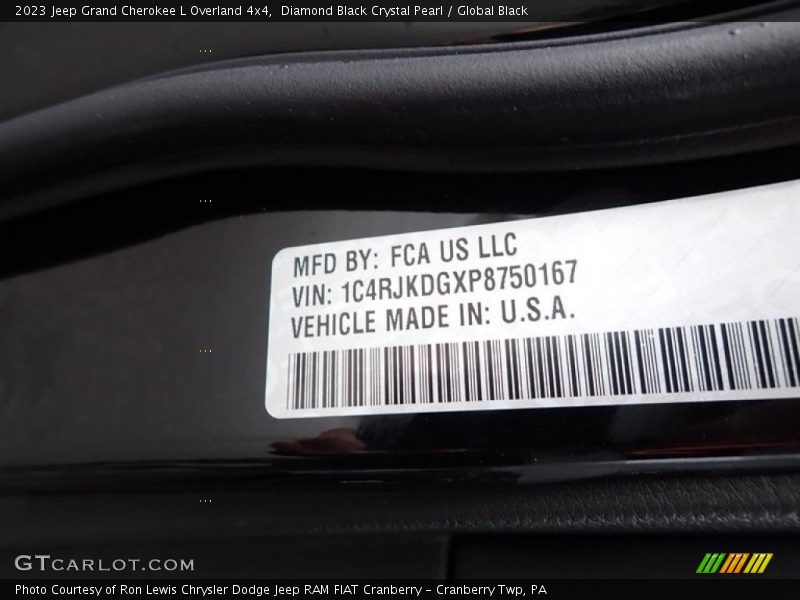 2023 Jeep Grand Cherokee L Overland 4x4, Diamond Black Crystal Pearl / Global Black
MFD BY: FCA US LLC
VIN: 1C4RJKDGXP8750167
VEHICLE MADE IN: U.S.A.
GTCARLOT.COM
Photo Courtesy of Ron Lewis Chrysler Dodge Jeep RAM FIAT Cranberry – Cranberry Twp, PA